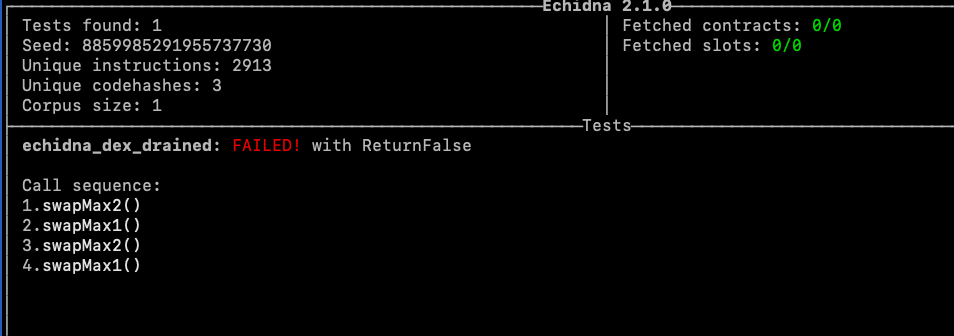 Echidna 2.1.0
Tests found: 1
Seed: 8859985291955737730
Unique instructions: 2913
Unique codehashes: 3
Corpus size: 1
Fetched contracts: 0/0
Fetched slots: 0/0
Tests
echidna_dex_drained: FAILED! with ReturnFalse
Call sequence:
1.swapMax2()
2.swapMax1()
3.swapMax2()
4.swapMax1()